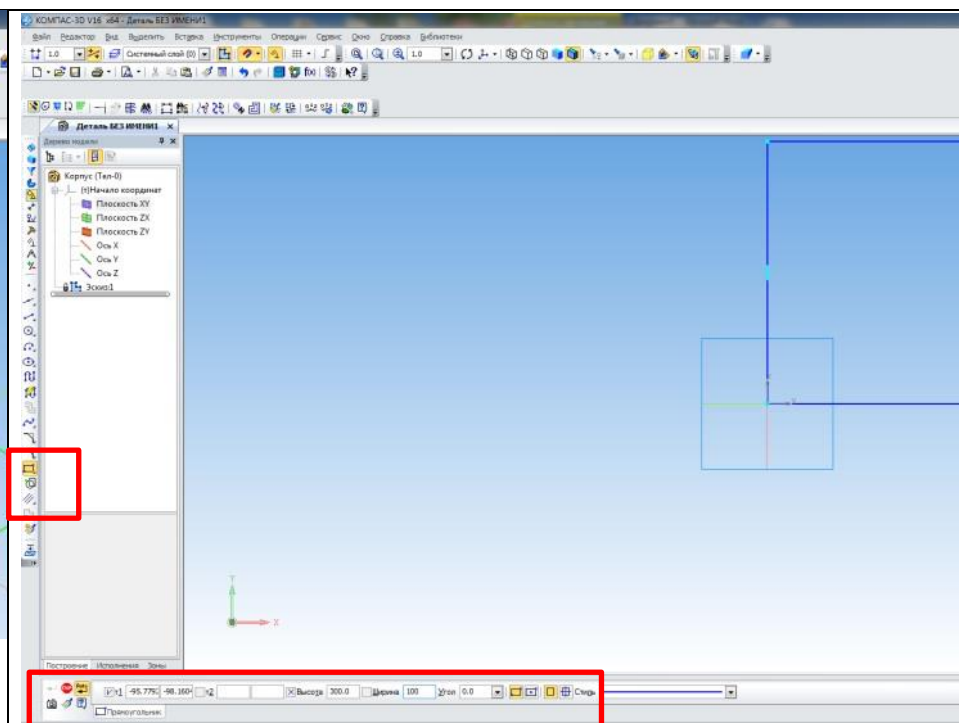 КОМПАС-3D V16 x64 - Деталь БЕЗ ИМЕНИ1
Файл Редактор Вид Выделить Вставка Инструменты Операции Сервис Окно Справка Библиотеки
1.0 Системный слой (0) 1.0
f(x)
Деталь БЕЗ ИМЕНИ1 x
Дерево модели
Корпус (Тел-0)
(т)Начало координат
Плоскость XY
Плоскость ZX
Плоскость ZY
Ось X
Ось Y
Ось Z
Эскиз:1
Y
X
Построение Исполнения Зоны
т1 -95.775 -98.160 т2 Высота 300.0 Ширина 100 Угол 0.0 Стиль
Прямоугольник